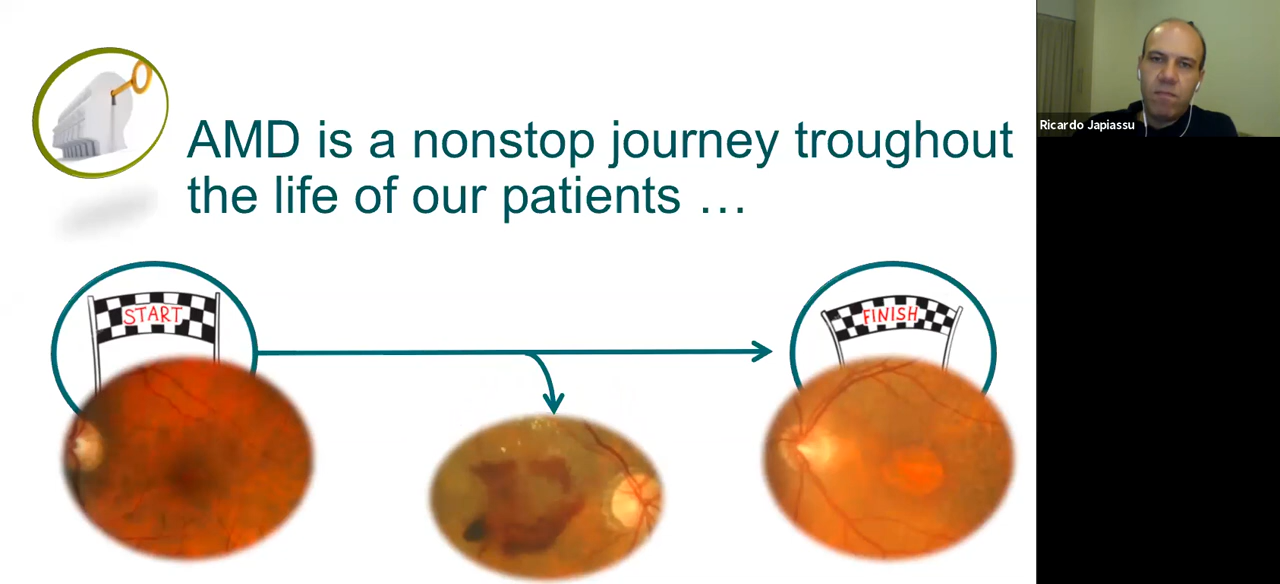 AMD is a nonstop journey troughout
the life of our patients …
START
FINISH
Ricardo Japiassu